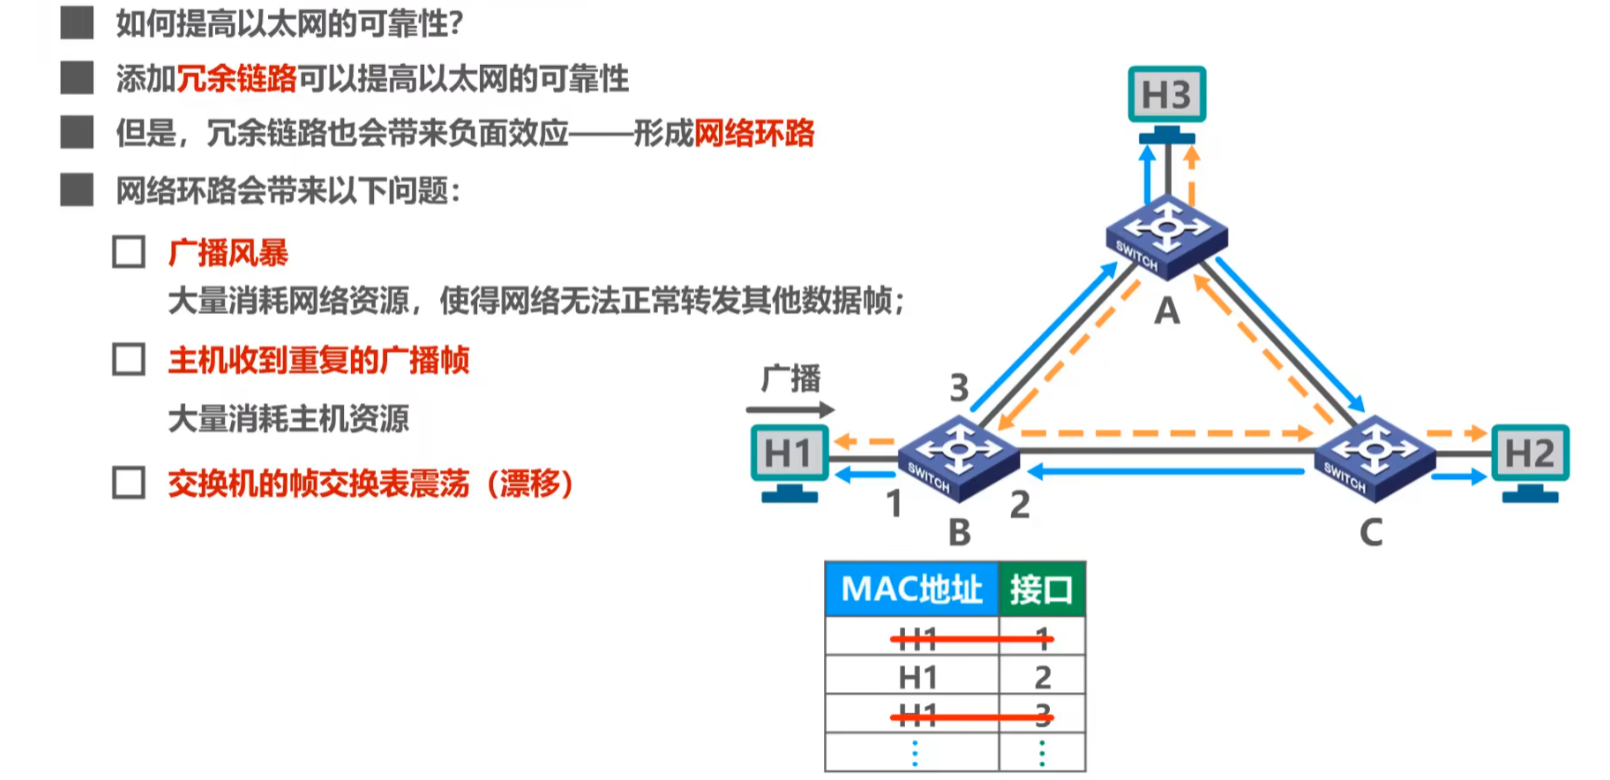 如何提高以太网的可靠性?
添加冗余链路可以提高以太网的可靠性
但是，冗余链路也会带来负面效应——形成网络环路
网络环路会带来以下问题：
广播风暴
大量消耗网络资源，使得网络无法正常转发其他数据帧；
主机收到重复的广播帧
大量消耗主机资源
交换机的帧交换表震荡（漂移）
H3
SWITCH
A
广播
3
H1
SWITCH
SWITCH
H2
1
2
B
C
MAC地址 接口
H1 1
H1 2
H1 3
⋮ ⋮